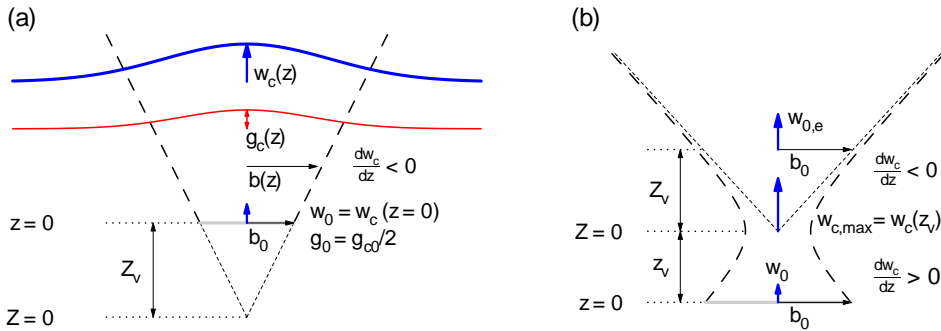 (a)
w_c(z)
g_c(z)
b(z)
dw_c/dz < 0
z = 0
b_0
w_0 = w_c (z = 0)
g_0 = g_c0/2
Z_v
Z = 0
(b)
w_0,e
b_0
Z_v
dw_c/dz < 0
Z = 0
w_c,max = w_c(z_v)
z_v
w_0
dw_c/dz > 0
z = 0
b_0